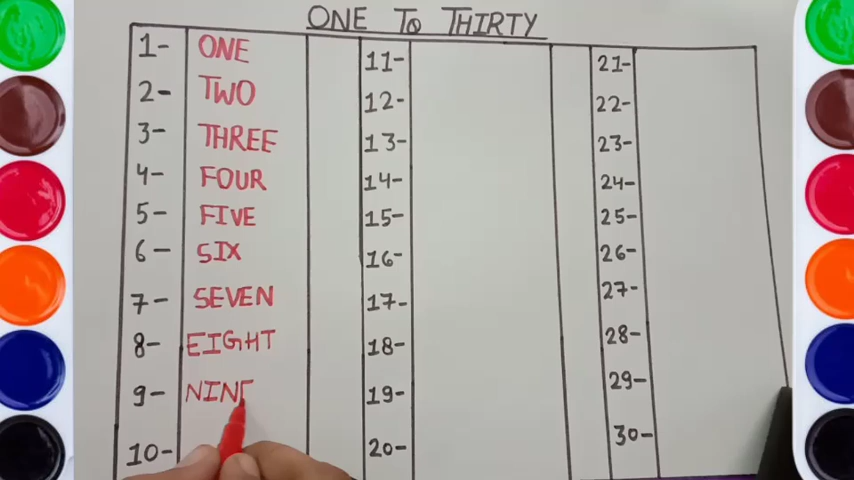 ONE To THIRTY
1- ONE
2- TWO
3- THREE
4- FOUR
5- FIVE
6- SIX
7- SEVEN
8- EIGHT
9- NINE
10-
11-
12-
13-
14-
15-
16-
17-
18-
19-
20-
21-
22-
23-
24-
25-
26-
27-
28-
29-
30-